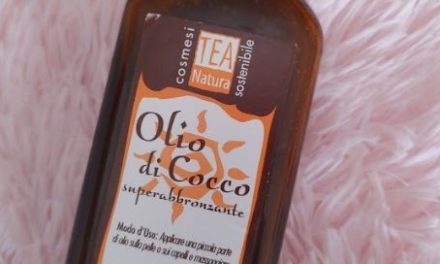 cosmesi
TEA
Natura
sostenibile
Olio
di Cocco
superabbronzante
Modo d'Uso: Applicare una piccola parte
di olio sulla pelle o sui capelli e massaggiare